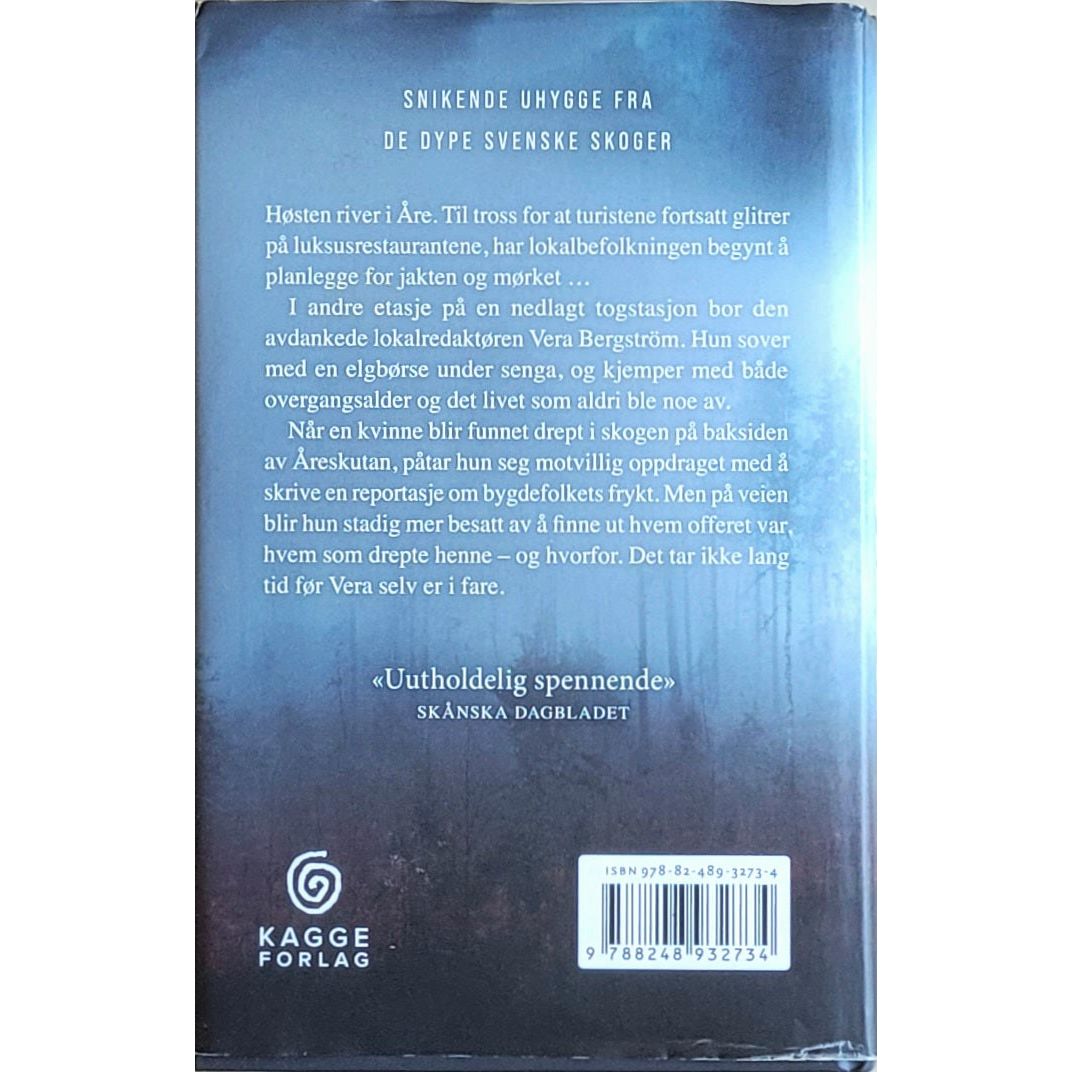 SNIKENDE UHYGGE FRA
DE DYPE SVENSKE SKOGER
Høsten river i Åre. Til tross for at turistene fortsatt glitrer
på luksusrestaurantene, har lokalbefolkningen begynt å
planlegge for jakten og mørket …
I andre etasje på en nedlagt togstasjon bor den
avdankede lokalredaktøren Vera Bergström. Hun sover
med en elgbørse under senga, og kjemper med både
overgangsalder og det livet som aldri ble noe av.
Når en kvinne blir funnet drept i skogen på baksiden
av Åreskutan, påtar hun seg motvillig oppdraget med å
skrive en reportasje om bygdefolkets frykt. Men på veien
blir hun stadig mer besatt av å finne ut hvem offeret var,
hvem som drepte henne – og hvorfor. Det tar ikke lang
tid før Vera selv er i fare.
«Uutholdelig spennende»
SKÅNSKA DAGBLADET
ISBN 978-82-489-3273-4
9 788248 932734
KAGGE
FORLAG